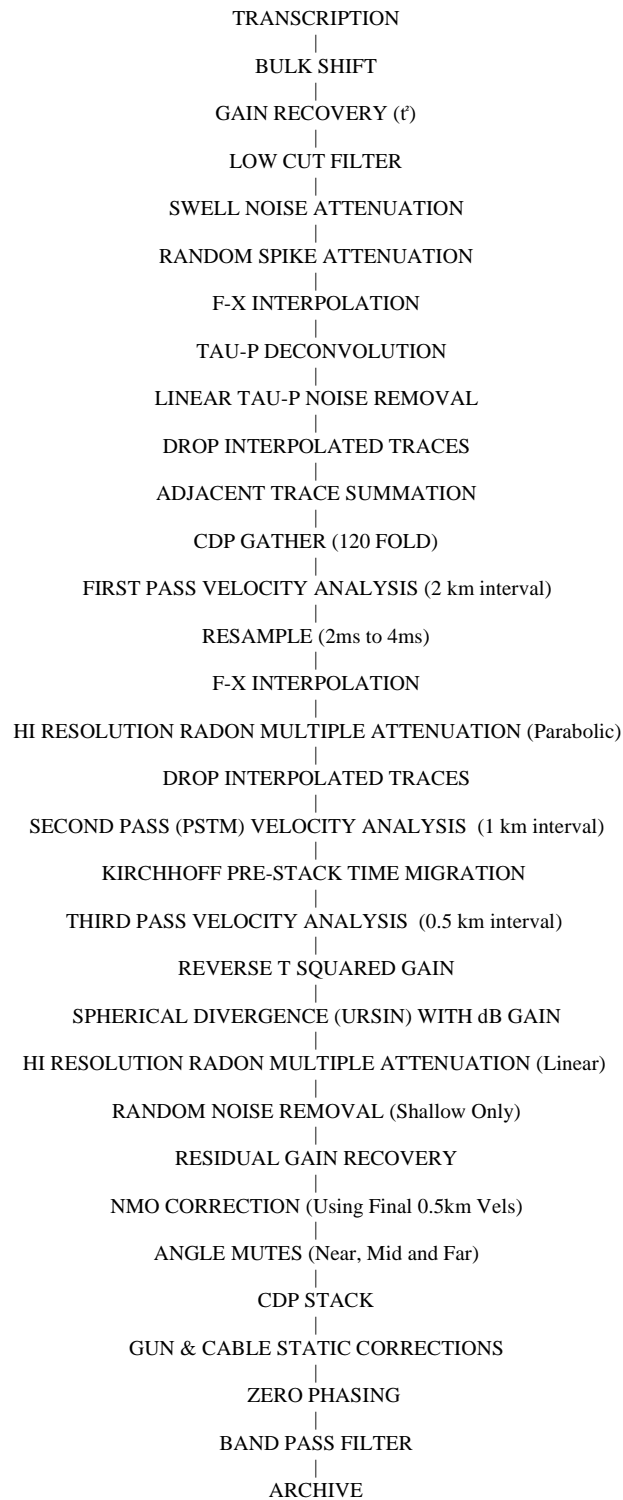 TRANSCRIPTION
|
BULK SHIFT
|
GAIN RECOVERY (t²)
|
LOW CUT FILTER
|
SWELL NOISE ATTENUATION
|
RANDOM SPIKE ATTENUATION
|
F-X INTERPOLATION
|
TAU-P DECONVOLUTION
|
LINEAR TAU-P NOISE REMOVAL
|
DROP INTERPOLATED TRACES
|
ADJACENT TRACE SUMMATION
|
CDP GATHER (120 FOLD)
|
FIRST PASS VELOCITY ANALYSIS (2 km interval)
|
RESAMPLE (2ms to 4ms)
|
F-X INTERPOLATION
|
HI RESOLUTION RADON MULTIPLE ATTENUATION (Parabolic)
|
DROP INTERPOLATED TRACES
|
SECOND PASS (PSTM) VELOCITY ANALYSIS (1 km interval)
|
KIRCHHOFF PRE-STACK TIME MIGRATION
|
THIRD PASS VELOCITY ANALYSIS (0.5 km interval)
|
REVERSE T SQUARED GAIN
|
SPHERICAL DIVERGENCE (URSIN) WITH dB GAIN
|
HI RESOLUTION RADON MULTIPLE ATTENUATION (Linear)
|
RANDOM NOISE REMOVAL (Shallow Only)
|
RESIDUAL GAIN RECOVERY
|
NMO CORRECTION (Using Final 0.5km Vels)
|
ANGLE MUTES (Near, Mid and Far)
|
CDP STACK
|
GUN & CABLE STATIC CORRECTIONS
|
ZERO PHASING
|
BAND PASS FILTER
|
ARCHIVE